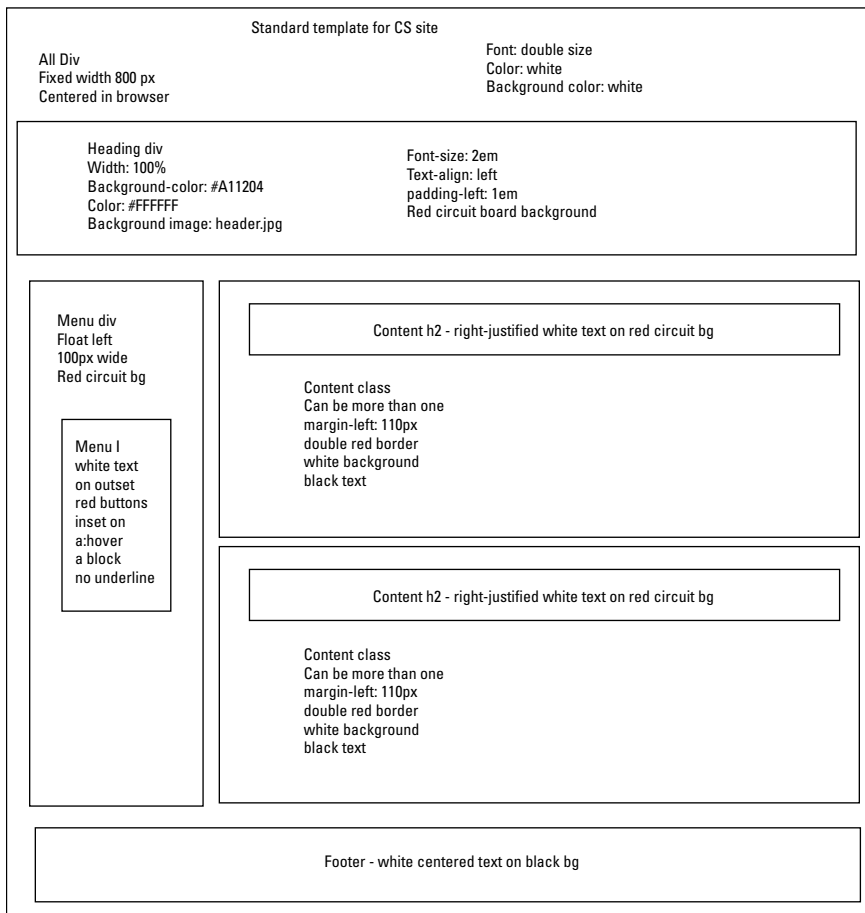 Standard template for CS site
All Div
Fixed width 800 px
Centered in browser
Font: double size
Color: white
Background color: white
Heading div
Width: 100%
Background-color: #A11204
Color: #FFFFFF
Background image: header.jpg
Font-size: 2em
Text-align: left
padding-left: 1em
Red circuit board background
Menu div
Float left
100px wide
Red circuit bg
Menu l
white text
on outset
red buttons
inset on
a:hover
a block
no underline
Content h2 - right-justified white text on red circuit bg
Content class
Can be more than one
margin-left: 110px
double red border
white background
black text
Content h2 - right-justified white text on red circuit bg
Content class
Can be more than one
margin-left: 110px
double red border
white background
black text
Footer - white centered text on black bg